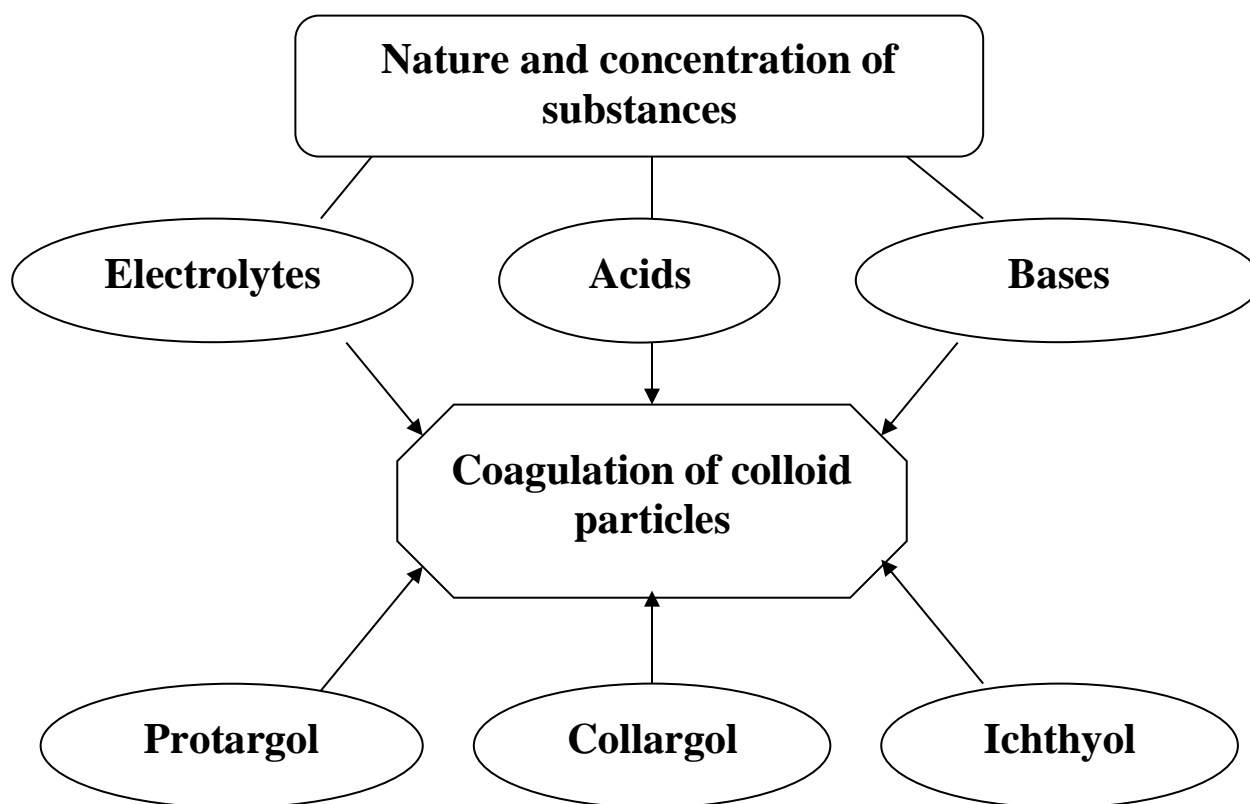 Nature and concentration of
substances
Electrolytes
Acids
Bases
Coagulation of colloid
particles
Protargol
Collargol
Ichthyol